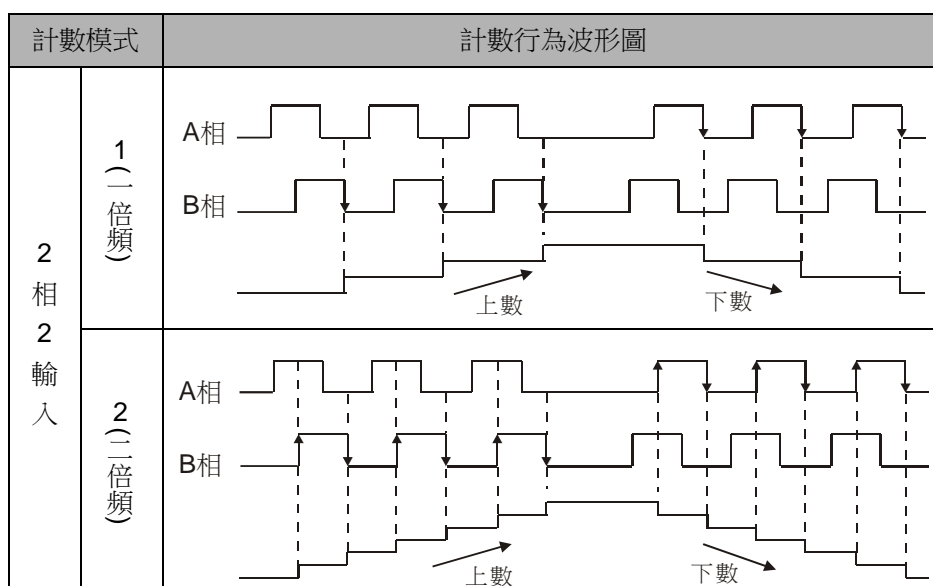 計數模式
計數行為波形圖
2相2輸入
1(一倍頻)
A相
B相
上數
下數
2(二倍頻)
A相
B相
上數
下數